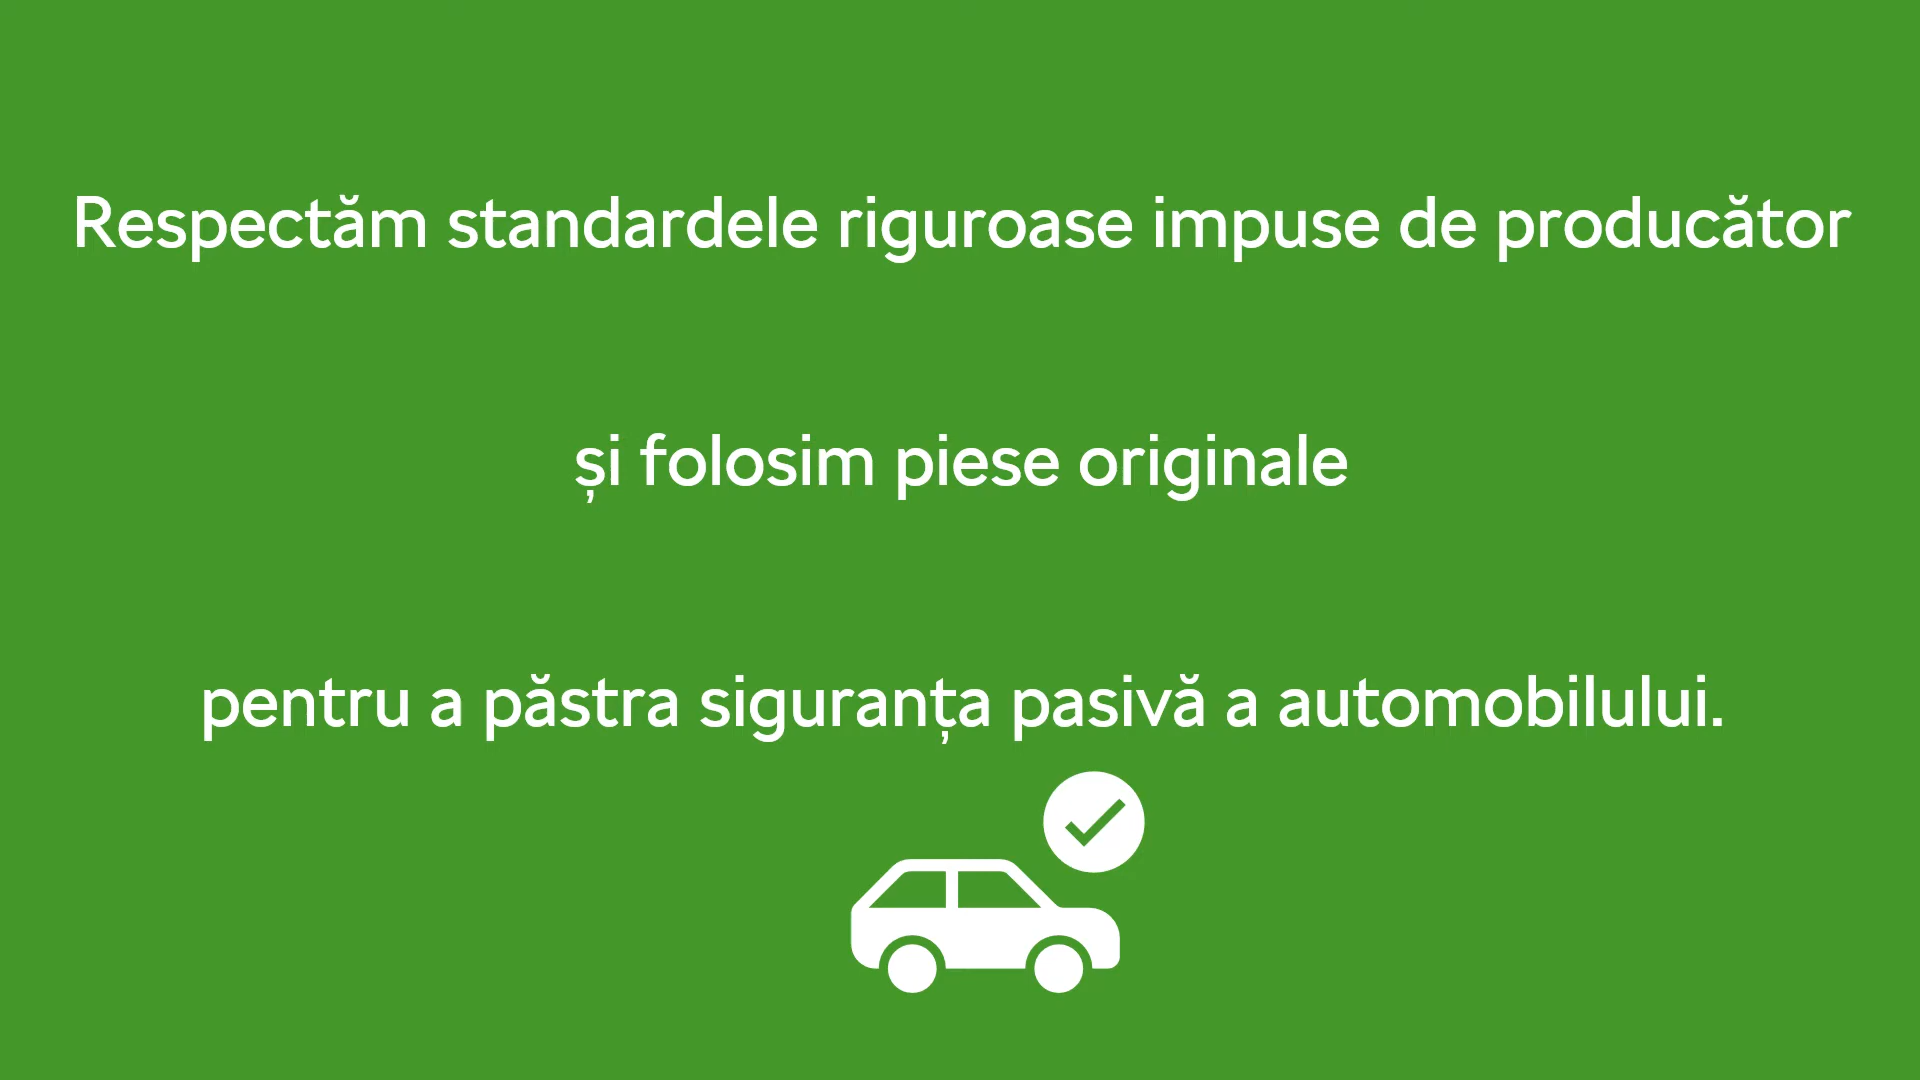 Respectăm standardele riguroase impuse de producător
și folosim piese originale
pentru a păstra siguranța pasivă a automobilului.